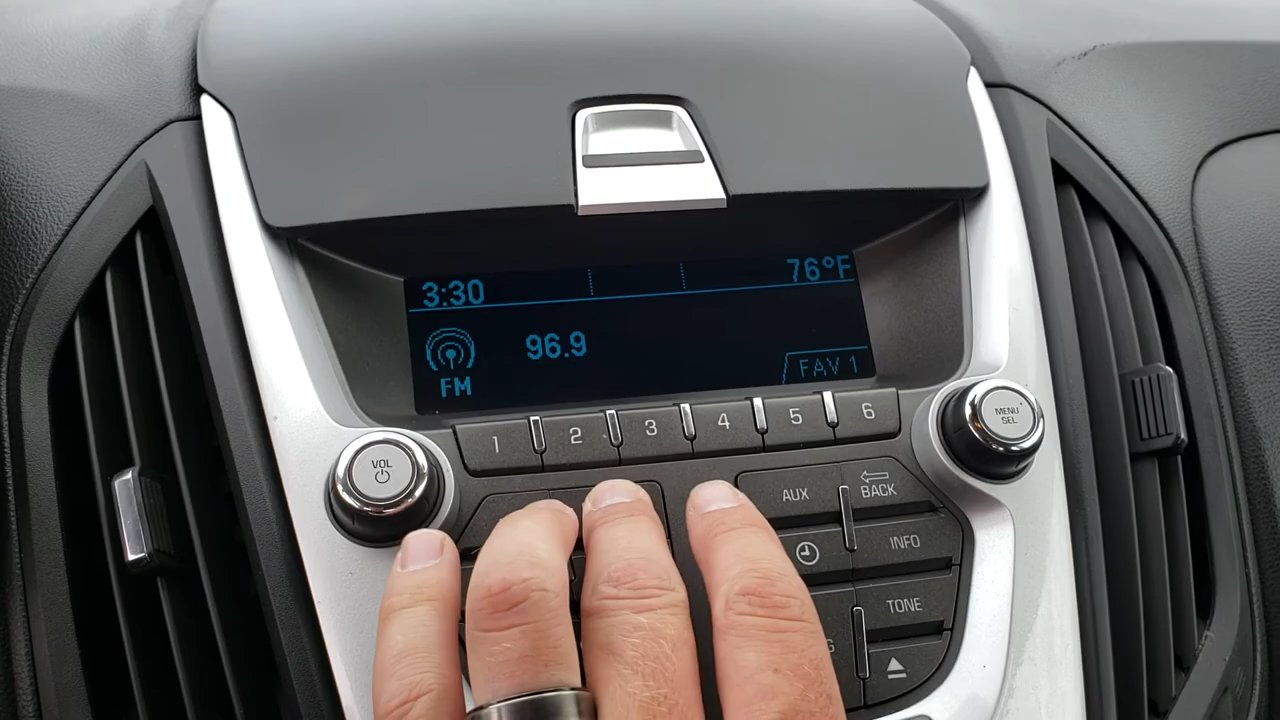 3:30 76°F
96.9
FM
FAV 1
1 2 3 4 5 6
VOL
MENU
SEL
AUX
BACK
INFO
TONE